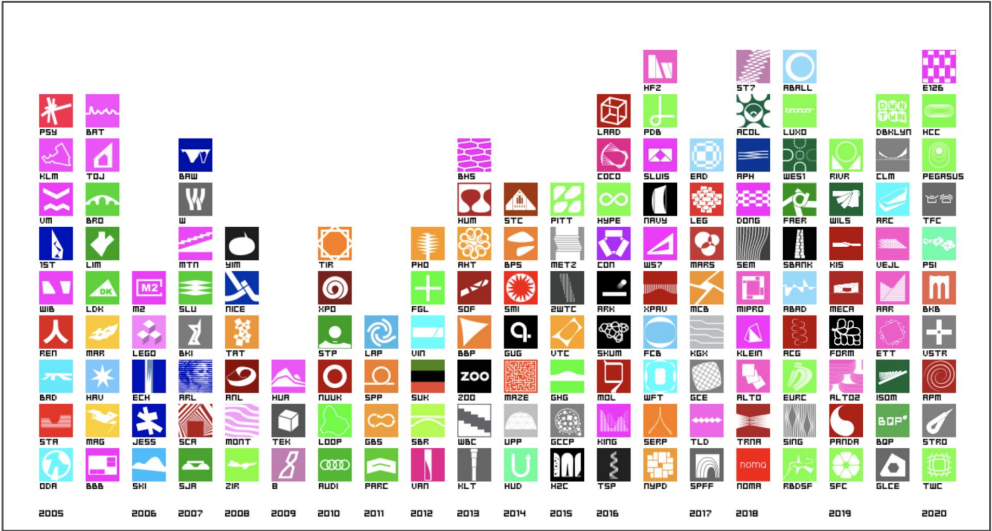 HFZ ST7 8BALL E126
PSY BAT LARD PDB ACOL LUXO DBKLYN HCC
KLM TOJ BAW BHS COCO SLUIS EAD APH WES1 RIVR CLM PEGASUS
VM BRO W HUM STC PITT HYPE NAVY LEG DONG FAER WILS ARC TFC
1ST LIM MTN YIM TIR PHO AHT BPS METZ CON WS7 MARS SEM SBANK KIS VEJL PSI
WIB LDK M2 SLU NICE XPO FGL SOF SMI 2WTC ARK XPAV MCB MIPRO ABAD MECA AAR BKB
REN MAR LEGO BKI TAT STP LAP VIN BBP GUG VTC SKUM FCB KGX KLEIN ACG FORM ETT VSTR
BAD HAV ECH ARL ANL HUA NUUK SPP SUK ZOO MAZE GHG MOL WFT GCE ALTO EURC ALTO2 ISOM APM
STA MAG JESS SCA MONT TEK LOOP GBS SBR WBC UPP GCCP KING SERP TLD TRNA SING PANDA BQP STRO
ODA BBB SKI SJA ZIR 8 AUDI PARC VAN KLT HUD H2C TSP NYPD SPFF NOMA RBDSF SFC GLCE TWC
2005 2006 2007 2008 2009 2010 2011 2012 2013 2014 2015 2016 2017 2018 2019 2020